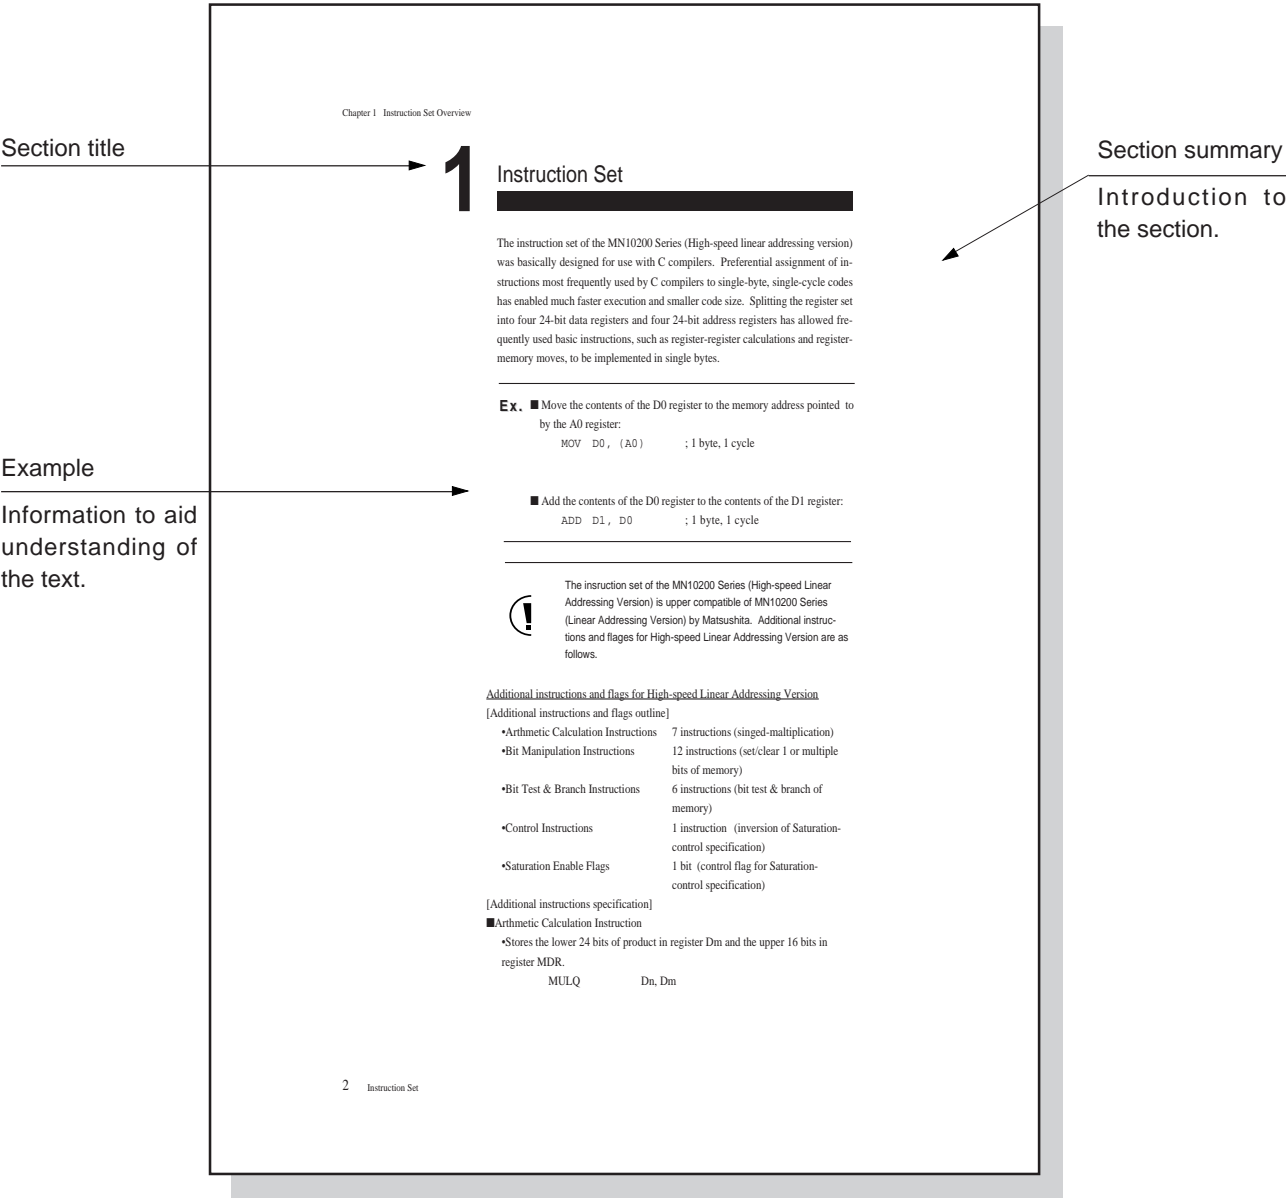 Chapter 1 Instruction Set Overview
Section title
1
Instruction Set
Section summary
Introduction to
the section.
The instruction set of the MN10200 Series (High-speed linear addressing version)
was basically designed for use with C compilers. Preferential assignment of in-
structions most frequently used by C compilers to single-byte, single-cycle codes
has enabled much faster execution and smaller code size. Splitting the register set
into four 24-bit data registers and four 24-bit address registers has allowed fre-
quently used basic instructions, such as register-register calculations and register-
memory moves, to be implemented in single bytes.
Ex. ■ Move the contents of the D0 register to the memory address pointed to
by the A0 register:
MOV D0, (A0) ; 1 byte, 1 cycle
Example
Information to aid
understanding of
the text.
■ Add the contents of the D0 register to the contents of the D1 register:
ADD D1, D0 ; 1 byte, 1 cycle
The insruction set of the MN10200 Series (High-speed Linear
Addressing Version) is upper compatible of MN10200 Series
(Linear Addressing Version) by Matsushita. Additional instruc-
tions and flages for High-speed Linear Addressing Version are as
follows.
Additional instructions and flags for High-speed Linear Addressing Version
[Additional instructions and flags outline]
•Arthmetic Calculation Instructions 7 instructions (singed-maltiplication)
•Bit Manipulation Instructions 12 instructions (set/clear 1 or multiple
bits of memory)
•Bit Test & Branch Instructions 6 instructions (bit test & branch of
memory)
•Control Instructions 1 instruction (inversion of Saturation-
control specification)
•Saturation Enable Flags 1 bit (control flag for Saturation-
control specification)
[Additional instructions specification]
■Arthmetic Calculation Instruction
•Stores the lower 24 bits of product in register Dm and the upper 16 bits in
register MDR.
MULQ Dn, Dm
2 Instruction Set